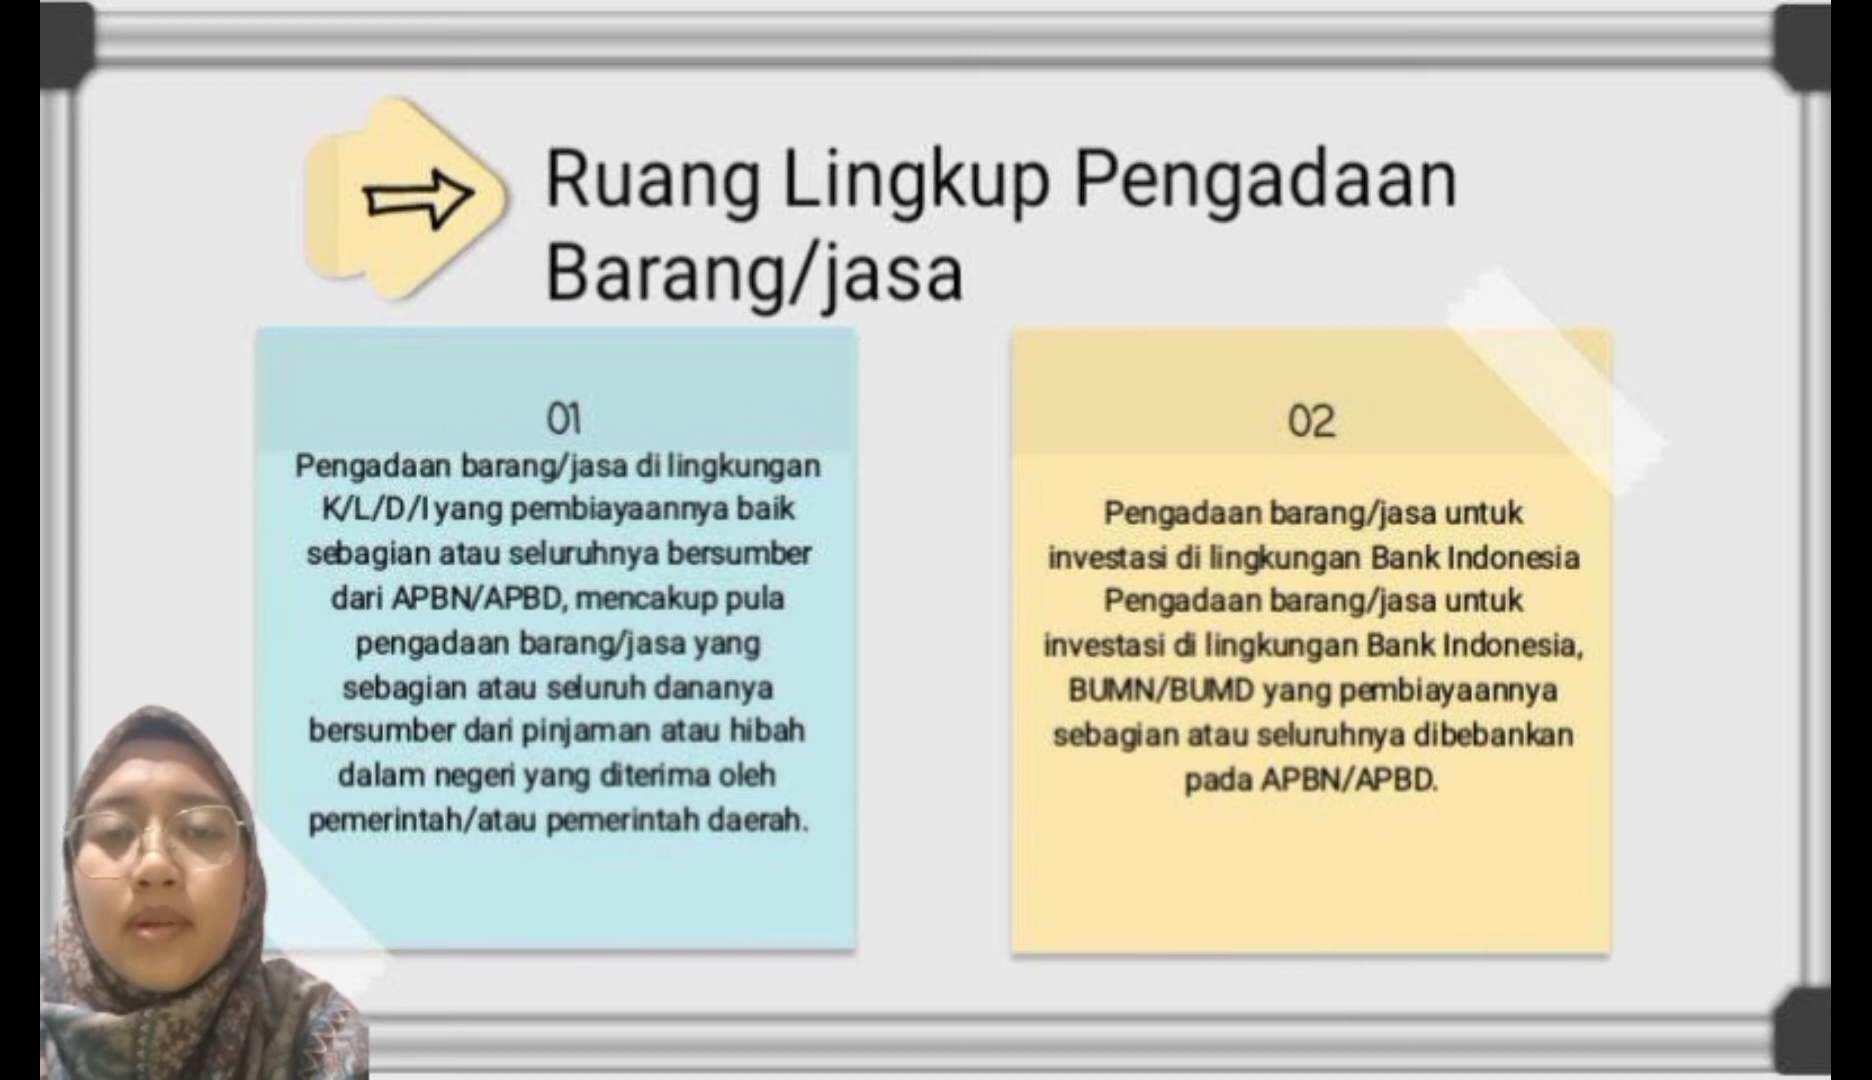 Ruang Lingkup Pengadaan
Barang/jasa
01
Pengadaan barang/jasa di lingkungan
K/L/D/I yang pembiayaannya baik
sebagian atau seluruhnya bersumber
dari APBN/APBD, mencakup pula
pengadaan barang/jasa yang
sebagian atau seluruh dananya
bersumber dari pinjaman atau hibah
dalam negeri yang diterima oleh
pemerintah/atau pemerintah daerah.
02
Pengadaan barang/jasa untuk
investasi di lingkungan Bank Indonesia
Pengadaan barang/jasa untuk
investasi di lingkungan Bank Indonesia,
BUMN/BUMD yang pembiayaannya
sebagian atau seluruhnya dibebankan
pada APBN/APBD.